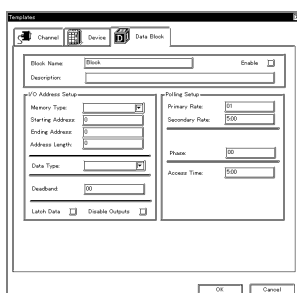 Templates
Channel Device D Data Block
Block Name: Block Enable
Description:
I/O Address Setup
Memory Type:
Starting Address: 0
Ending Address: 0
Address Length: 0
Data Type:
Deadband: 00
Latch Data Disable Outputs
Polling Setup
Primary Rate: 01
Secondary Rate: 5:00
Phase: 00
Access Time: 5:00
OK Cancel